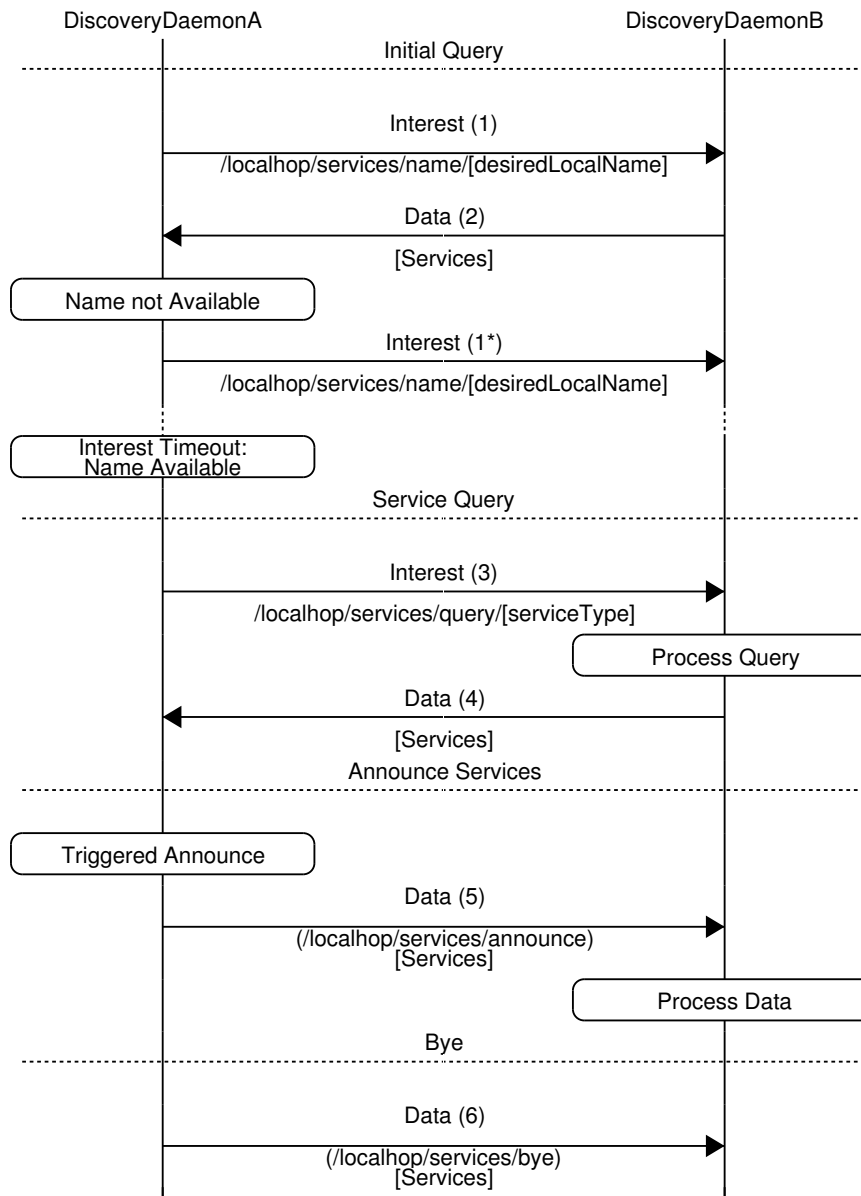 DiscoveryDaemonA DiscoveryDaemonB
Initial Query
Interest (1)
/localhop/services/name/[desiredLocalName]
Data (2)
[Services]
Name not Available
Interest (1*)
/localhop/services/name/[desiredLocalName]
Interest Timeout:
Name Available
Service Query
Interest (3)
/localhop/services/query/[serviceType]
Process Query
Data (4)
[Services]
Announce Services
Triggered Announce
Data (5)
(/localhop/services/announce)
[Services]
Process Data
Bye
Data (6)
(/localhop/services/bye)
[Services]